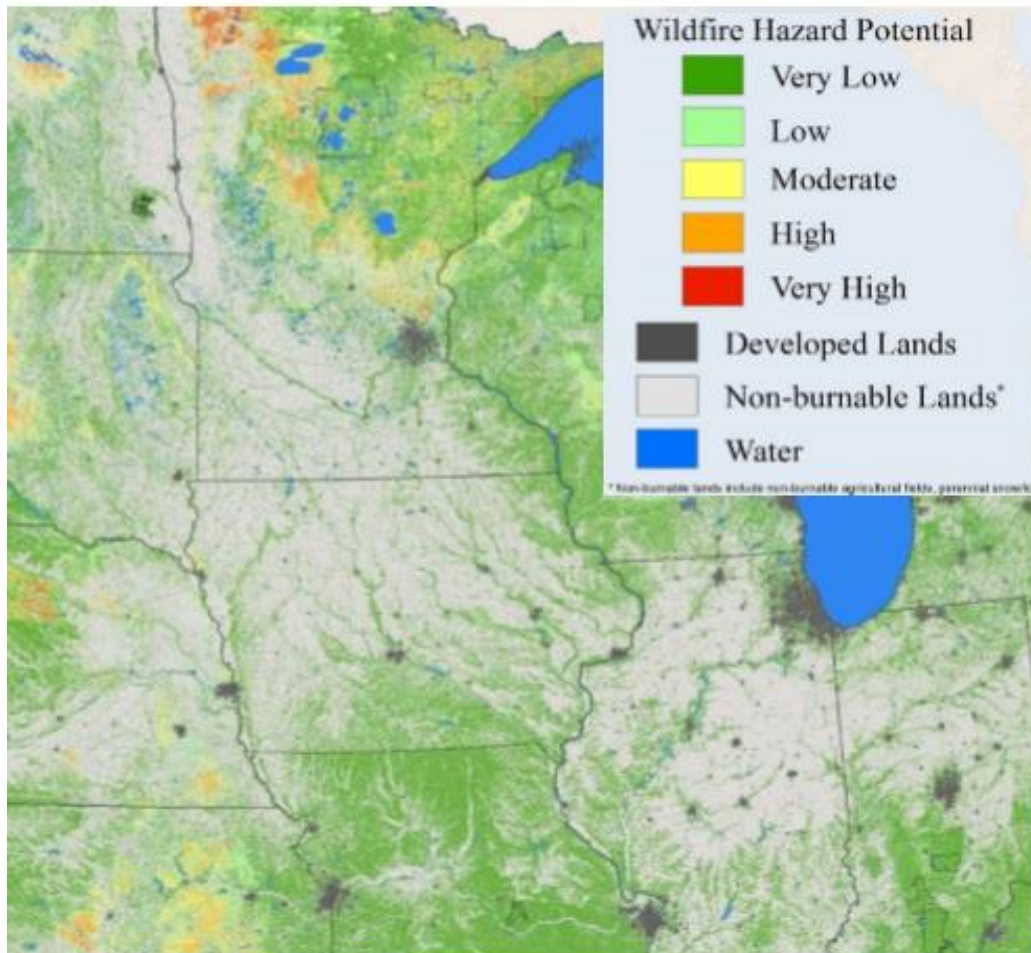 Wildfire Hazard Potential
Very Low
Low
Moderate
High
Very High
Developed Lands
Non-burnable Lands*
Water
* Non-burnable lands include non-burnable agricultural fields, perennial snow/